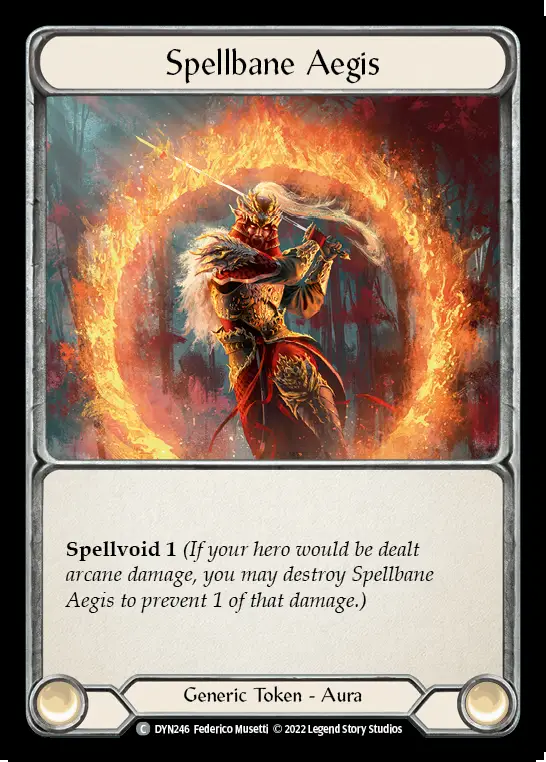 Spellbane Aegis
Spellvoid 1 (If your hero would be dealt
arcane damage, you may destroy Spellbane
Aegis to prevent 1 of that damage.)
Generic Token - Aura
C DYN246 Federico Musetti © 2022 Legend Story Studios